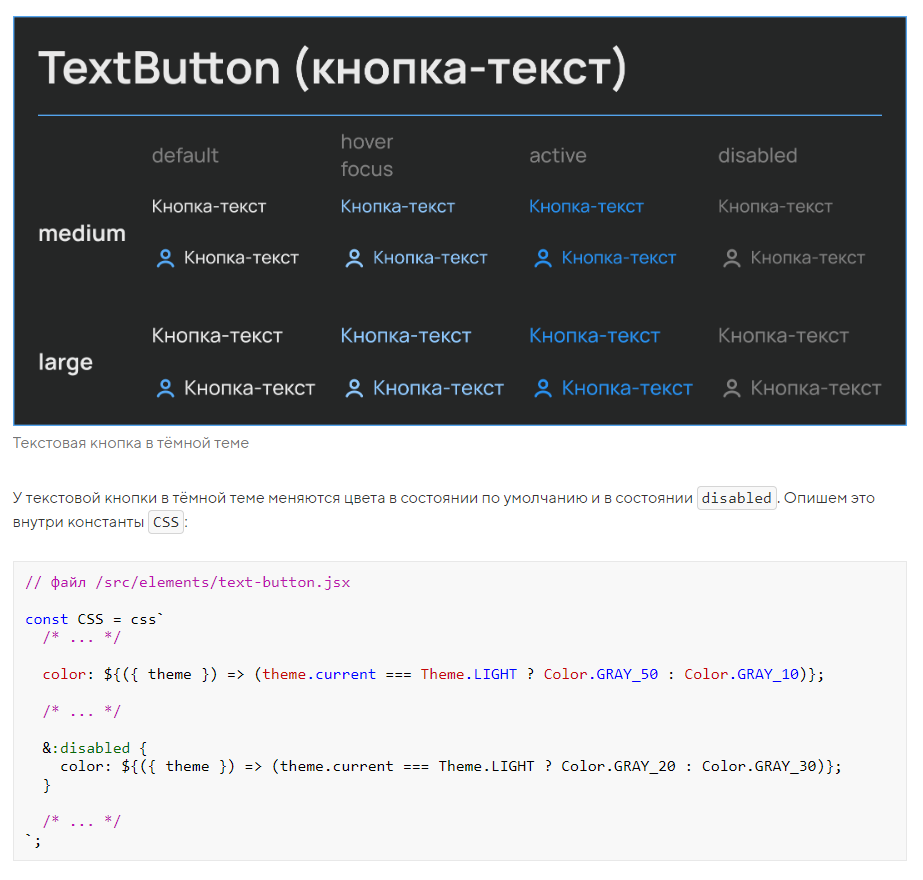 TextButton (кнопка-текст)
default hover focus active disabled
medium
Кнопка-текст Кнопка-текст Кнопка-текст Кнопка-текст
Кнопка-текст Кнопка-текст Кнопка-текст Кнопка-текст
large
Кнопка-текст Кнопка-текст Кнопка-текст Кнопка-текст
Кнопка-текст Кнопка-текст Кнопка-текст Кнопка-текст
Текстовая кнопка в тёмной теме
У текстовой кнопки в тёмной теме меняются цвета в состоянии по умолчанию и в состоянии disabled. Опишем это
внутри константы CSS:
// файл /src/elements/text-button.jsx
const CSS = css`
/* ... */
color: ${({ theme }) => (theme.current === Theme.LIGHT ? Color.GRAY_50 : Color.GRAY_10)};
/* ... */
&:disabled {
color: ${({ theme }) => (theme.current === Theme.LIGHT ? Color.GRAY_20 : Color.GRAY_30)};
}
/* ... */
`;